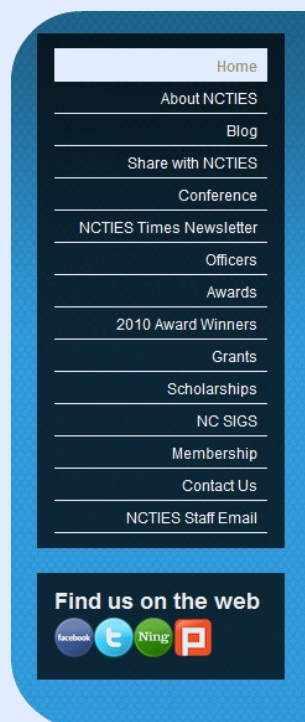 Home
About NCTIES
Blog
Share with NCTIES
Conference
NCTIES Times Newsletter
Officers
Awards
2010 Award Winners
Grants
Scholarships
NC SIGS
Membership
Contact Us
NCTIES Staff Email
Find us on the web
facebook t Ning P